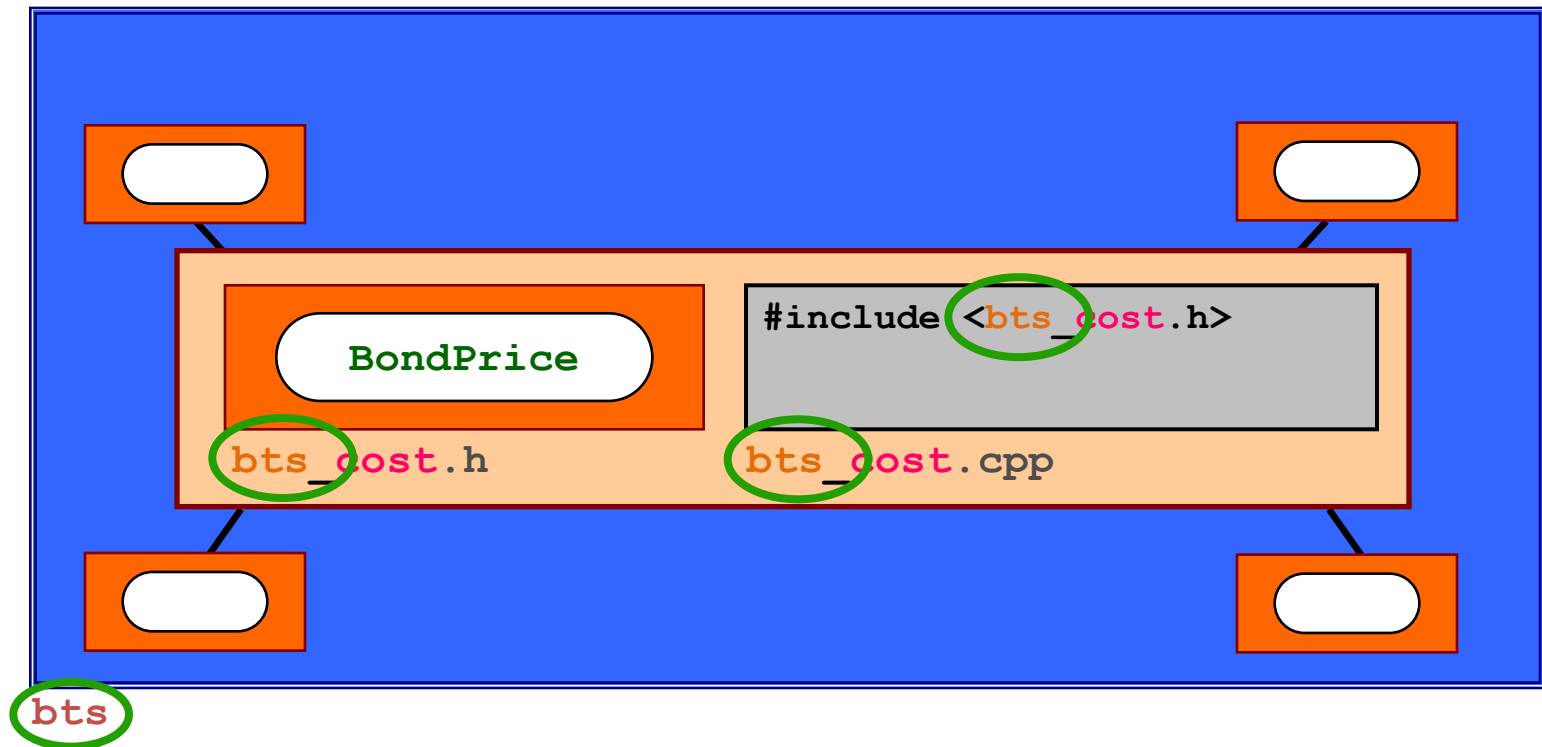 #include <bts_cost.h>
BondPrice
bts_cost.h
bts_cost.cpp
bts